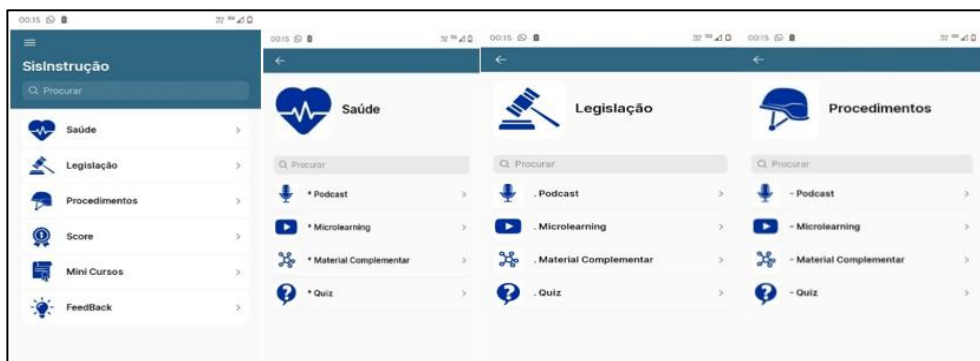 00:15
SisInstrução
Procurar
Saúde
Legislação
Procedimentos
Score
Mini Cursos
FeedBack
00:15
Saúde
Procurar
* Podcast
* Microlearning
* Material Complementar
* Quiz
00:15
Legislação
Procurar
. Podcast
. Microlearning
. Material Complementar
. Quiz
00:15
Procedimentos
Procurar
- Podcast
- Microlearning
- Material Complementar
- Quiz